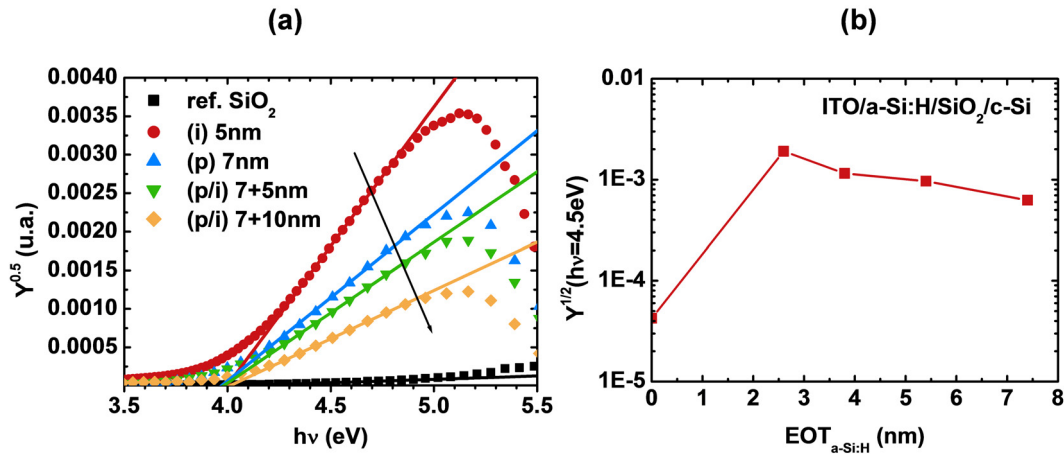 (a)
(b)
0.0040
0.0035
0.0030
0.0025
0.0020
0.0015
0.0010
0.0005
Y^0.5 (u.a.)
ref. SiO2
(i) 5nm
(p) 7nm
(p/i) 7+5nm
(p/i) 7+10nm
3.5 4.0 4.5 5.0 5.5
hν (eV)
0.01
1E-3
1E-4
1E-5
Y^1/2(hν=4.5eV)
ITO/a-Si:H/SiO2/c-Si
0 1 2 3 4 5 6 7 8
EOT_a-Si:H (nm)